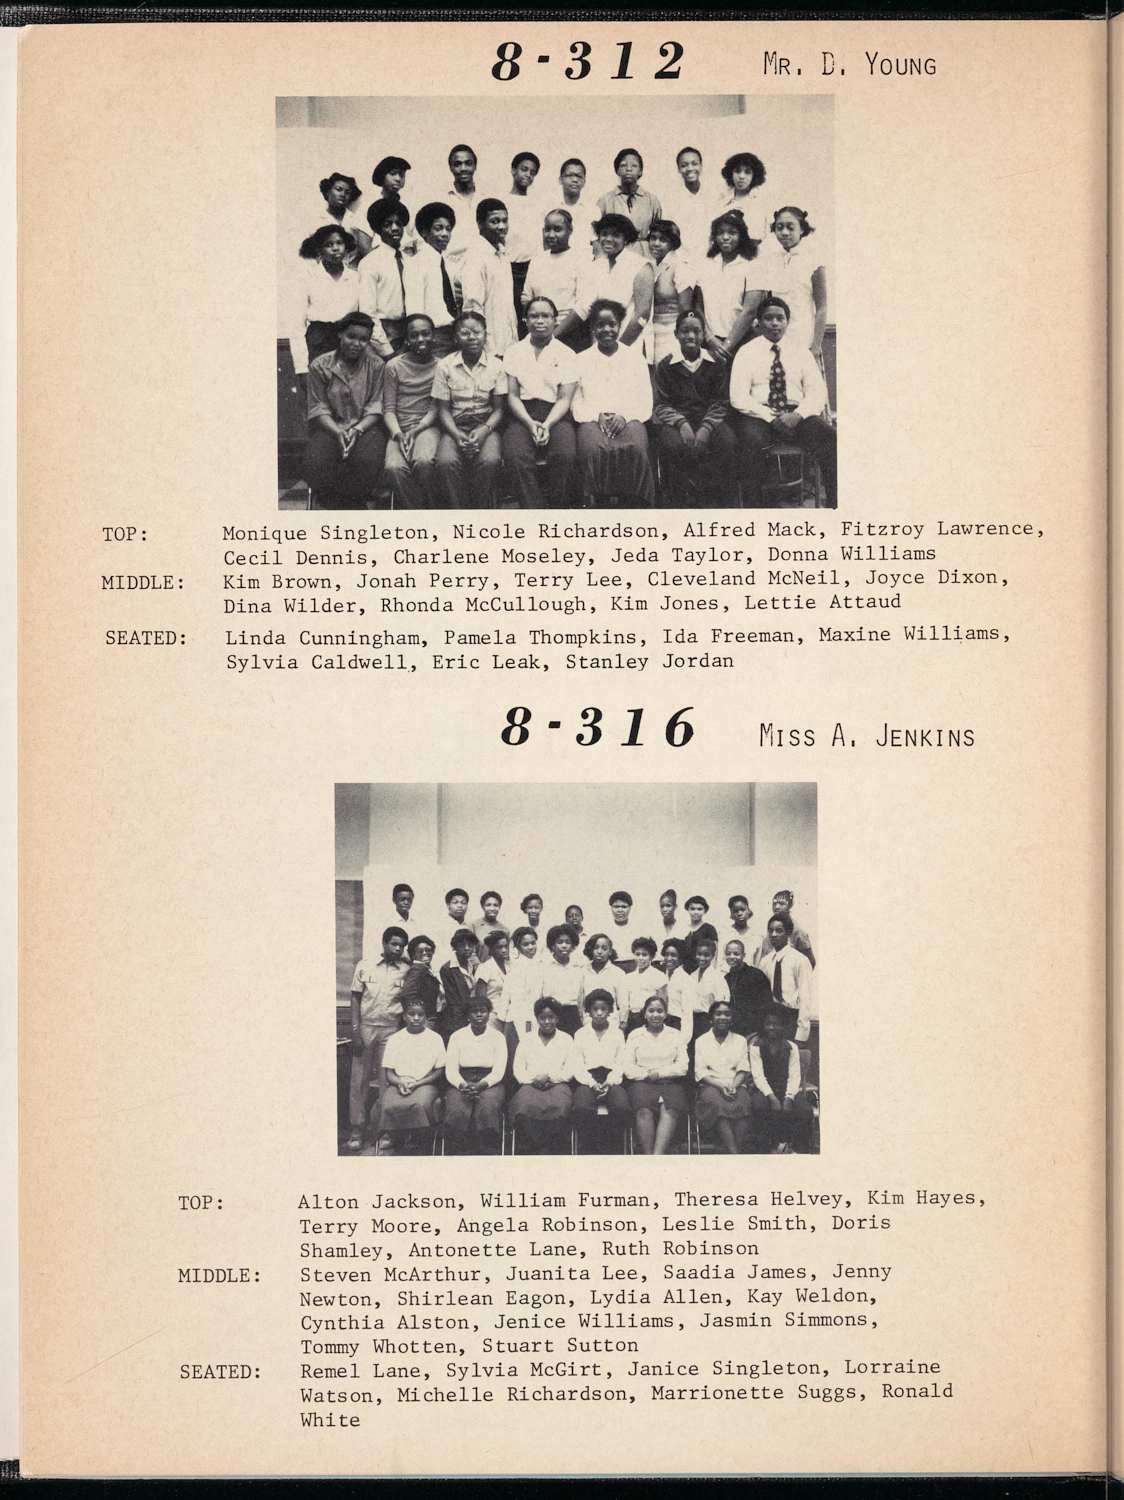 8-312 MR. D. YOUNG
TOP: Monique Singleton, Nicole Richardson, Alfred Mack, Fitzroy Lawrence,
Cecil Dennis, Charlene Moseley, Jeda Taylor, Donna Williams
MIDDLE: Kim Brown, Jonah Perry, Terry Lee, Cleveland McNeil, Joyce Dixon,
Dina Wilder, Rhonda McCullough, Kim Jones, Lettie Attaud
SEATED: Linda Cunningham, Pamela Thompkins, Ida Freeman, Maxine Williams,
Sylvia Caldwell, Eric Leak, Stanley Jordan
8-316 MISS A. JENKINS
TOP: Alton Jackson, William Furman, Theresa Helvey, Kim Hayes,
Terry Moore, Angela Robinson, Leslie Smith, Doris
Shamley, Antonette Lane, Ruth Robinson
MIDDLE: Steven McArthur, Juanita Lee, Saadia James, Jenny
Newton, Shirlean Eagon, Lydia Allen, Kay Weldon,
Cynthia Alston, Jenice Williams, Jasmin Simmons,
Tommy Whotten, Stuart Sutton
SEATED: Remel Lane, Sylvia McGirt, Janice Singleton, Lorraine
Watson, Michelle Richardson, Marrionette Suggs, Ronald
White